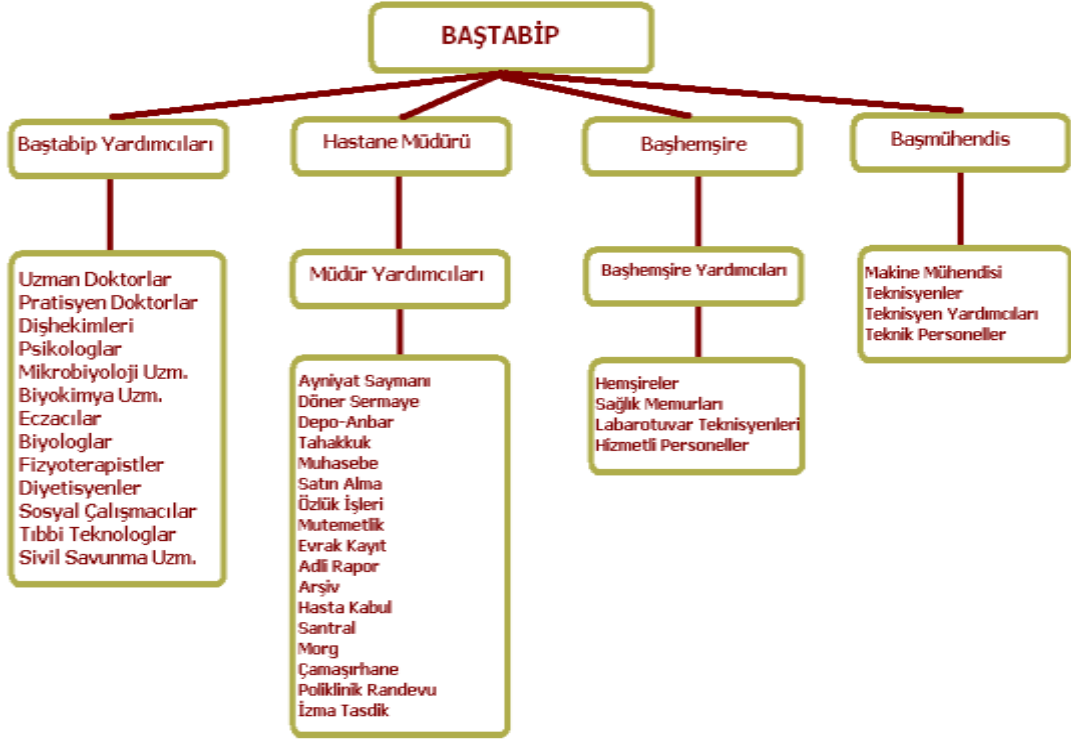 BAŞTABİP
Baştabip Yardımcıları
Hastane Müdürü
Başhemşire
Başmühendis
Uzman Doktorlar
Pratisyen Doktorlar
Dişhekimleri
Psikologlar
Mikrobiyoloji Uzm.
Biyokimya Uzm.
Eczacılar
Biyologlar
Fizyoterapistler
Diyetisyenler
Sosyal Çalışmacılar
Tıbbi Teknologlar
Sivil Savunma Uzm.
Müdür Yardımcıları
Ayniyat Saymanı
Döner Sermaye
Depo-Anbar
Tahakkuk
Muhasebe
Satın Alma
Özlük İşleri
Mutemetlik
Evrak Kayıt
Adli Rapor
Arşiv
Hasta Kabul
Santral
Morg
Çamaşırhane
Poliklinik Randevu
İzma Tasdik
Başhemşire Yardımcıları
Hemşireler
Sağlık Memurları
Labarotuvar Teknisyenleri
Hizmetli Personeller
Makine Mühendisi
Teknisyenler
Teknisyen Yardımcıları
Teknik Personeller